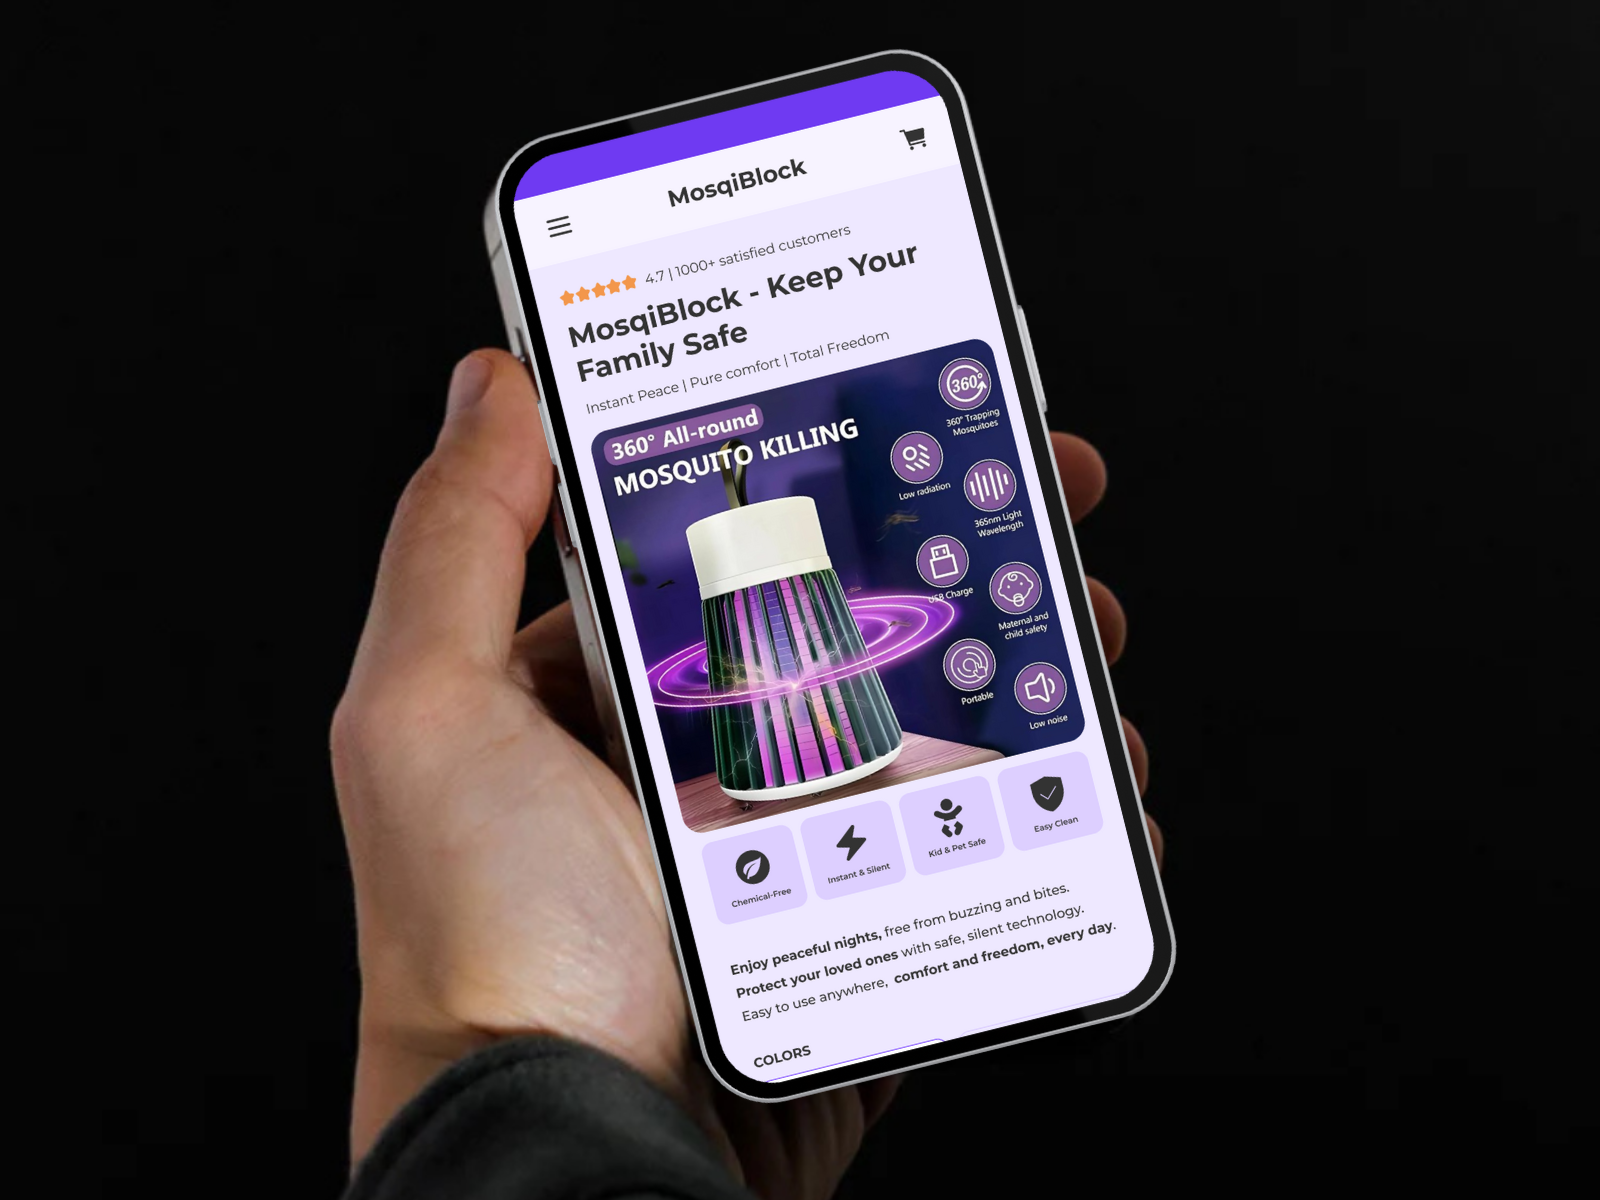 MosqiBlock
4.7 | 1000+ satisfied customers
MosqiBlock - Keep Your
Family Safe
Instant Peace | Pure comfort | Total Freedom
360° All-round
MOSQUITO KILLING
360°
360° Trapping
Mosquitoes
Low radiation
365nm Light
Wavelength
USB Charge
Maternal and
child safety
Portable
Low noise
Chemical-Free
Instant & Silent
Kid & Pet Safe
Easy Clean
Enjoy peaceful nights, free from buzzing and bites.
Protect your loved ones with safe, silent technology.
Easy to use anywhere, comfort and freedom, every day.
COLORS